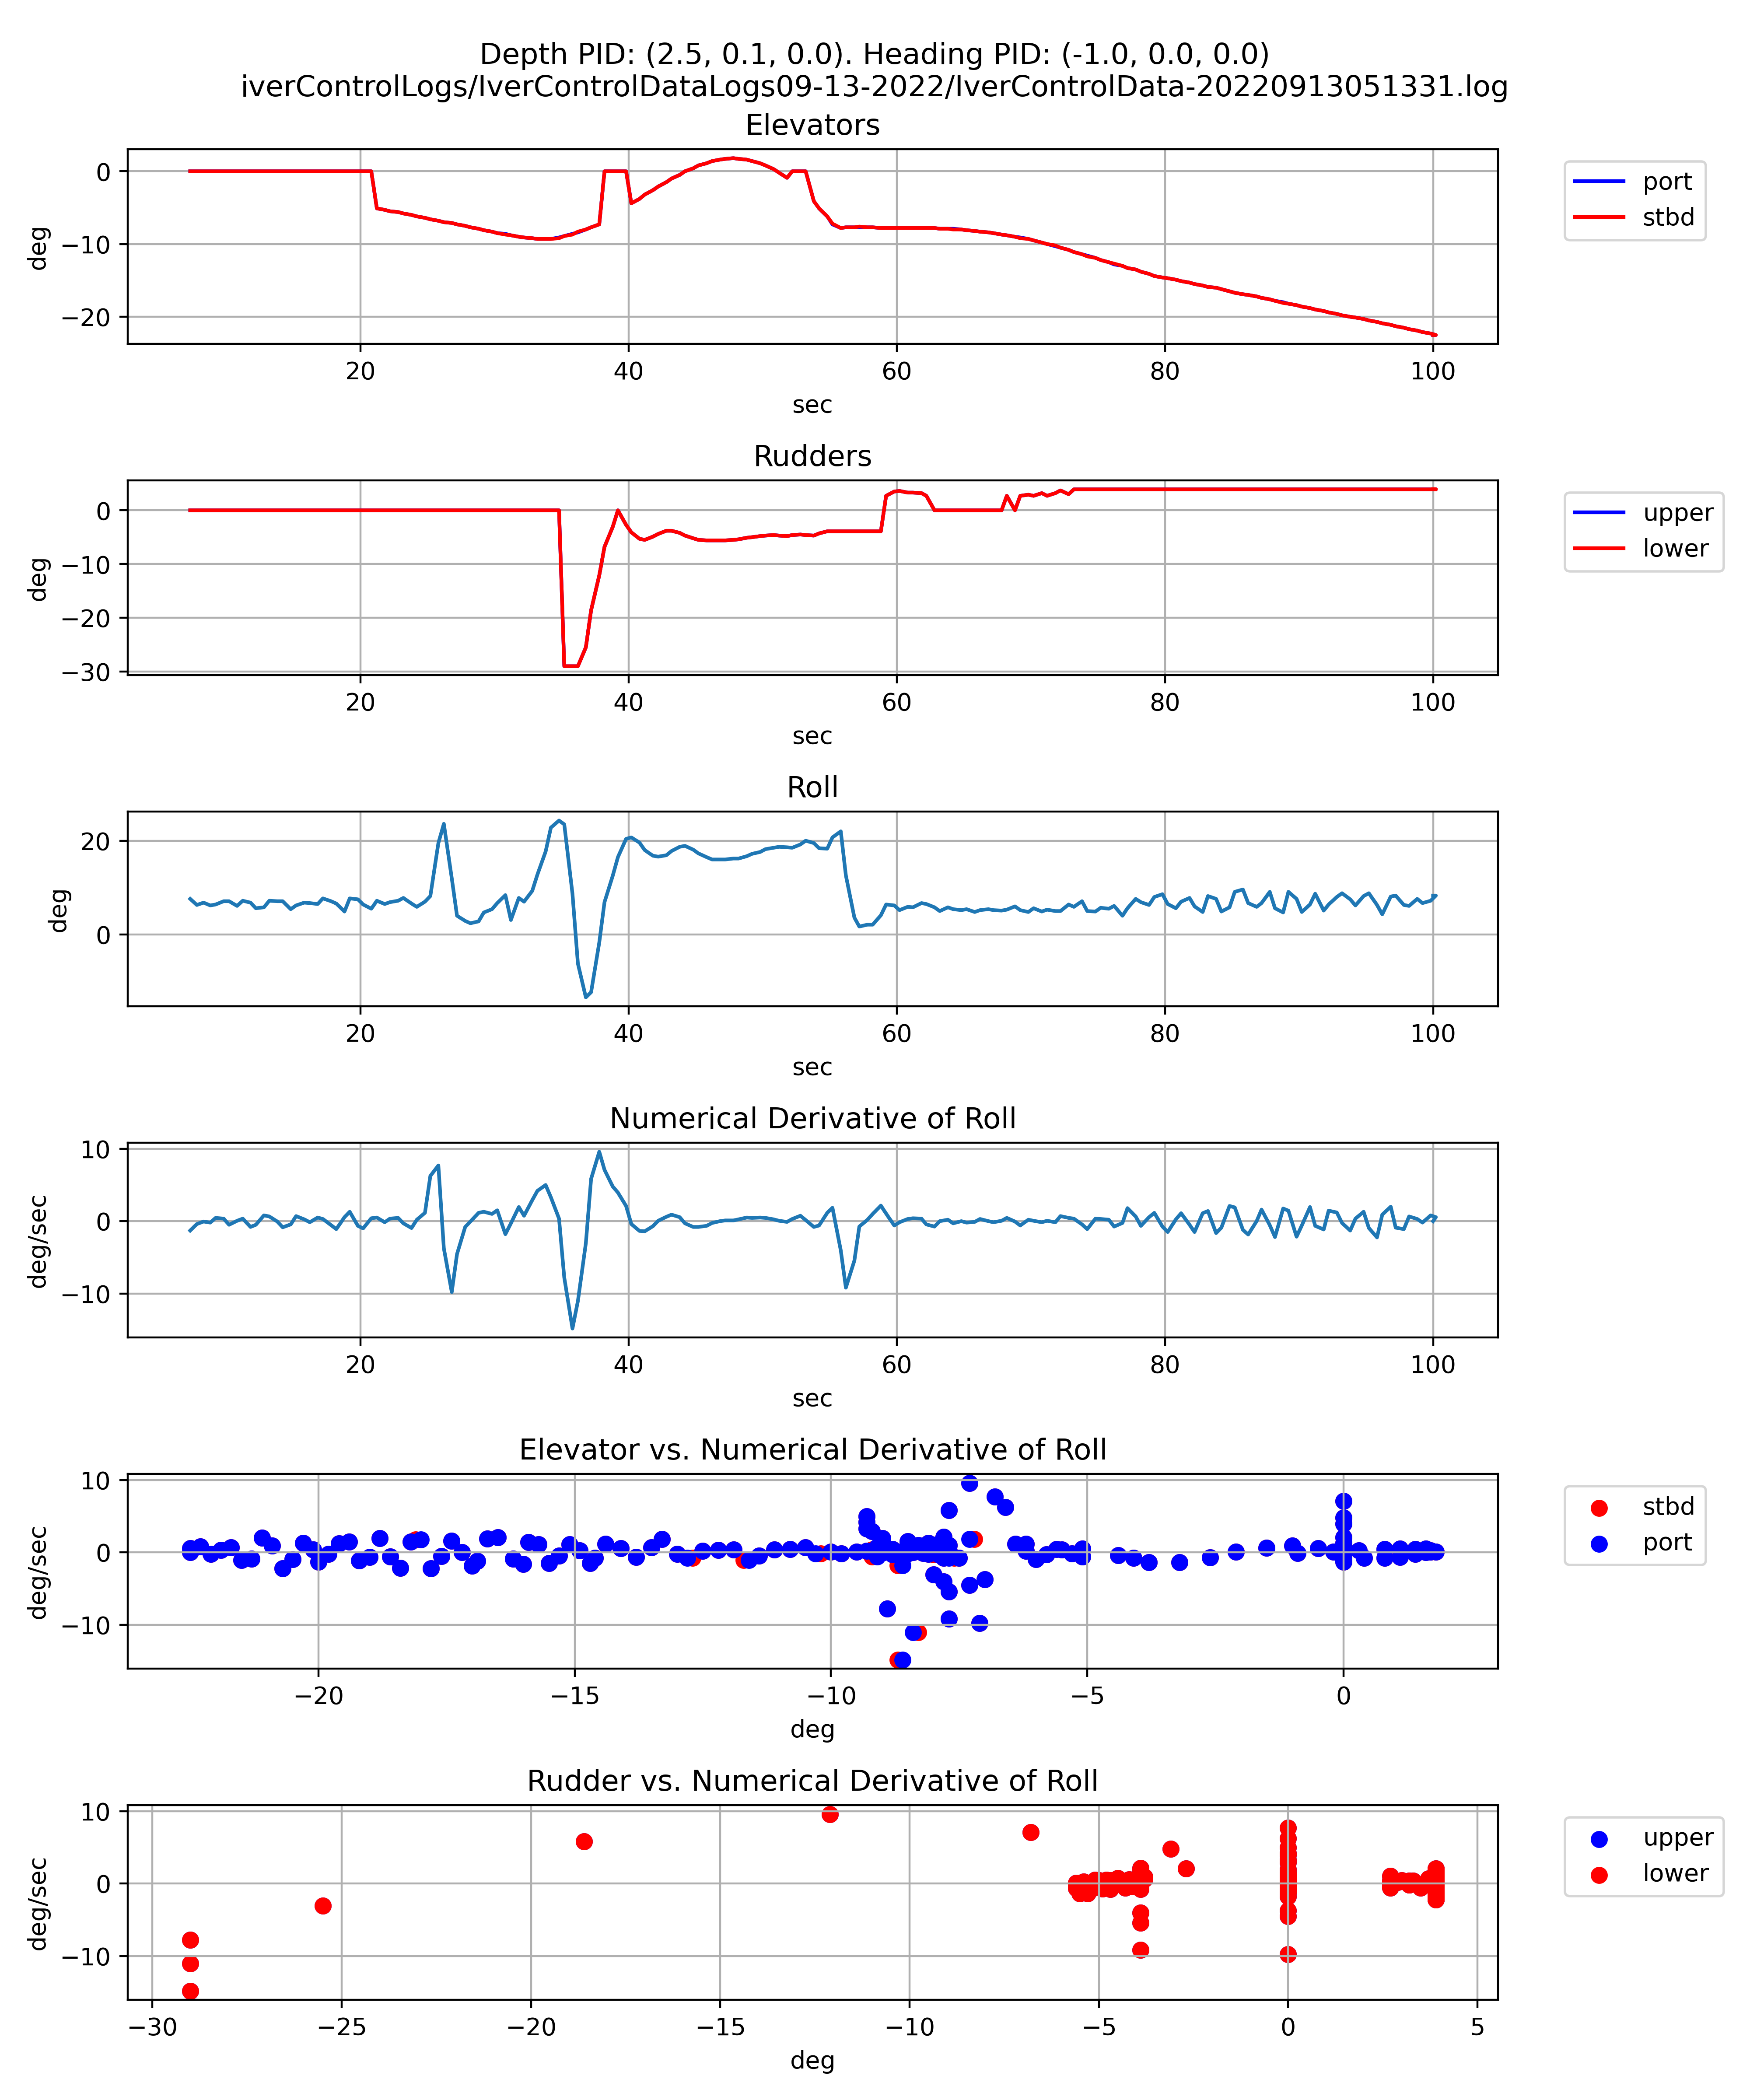 Depth PID: (2.5, 0.1, 0.0). Heading PID: (-1.0, 0.0, 0.0)
iverControlLogs/IverControlDataLogs09-13-2022/IverControlData-20220913051331.log
Elevators
0
−10
−20
deg
20 40 60 80 100
sec
port
stbd
Rudders
0
−10
−20
−30
deg
20 40 60 80 100
sec
upper
lower
Roll
20
0
deg
20 40 60 80 100
sec
Numerical Derivative of Roll
10
0
−10
deg/sec
20 40 60 80 100
sec
Elevator vs. Numerical Derivative of Roll
10
0
−10
deg/sec
−20 −15 −10 −5 0
deg
stbd
port
Rudder vs. Numerical Derivative of Roll
10
0
−10
deg/sec
−30 −25 −20 −15 −10 −5 0 5
deg
upper
lower